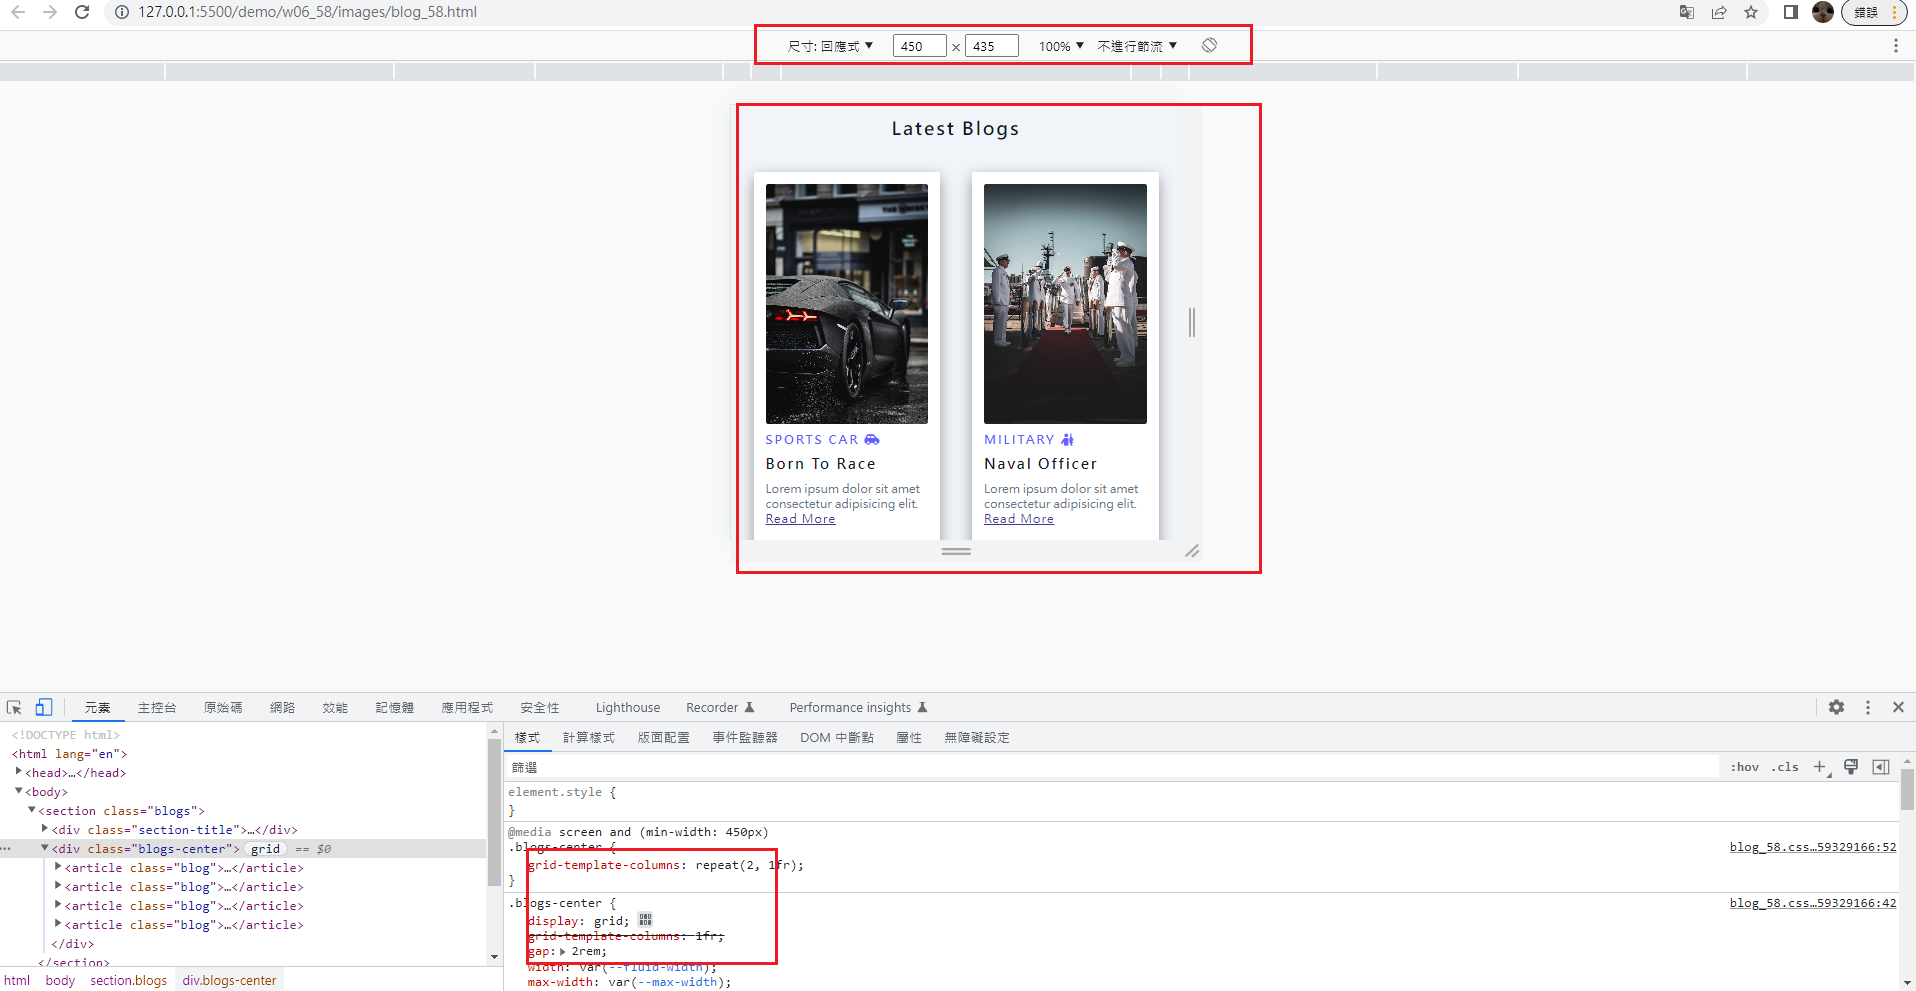 127.0.0.1:5500/demo/w06_58/images/blog_58.html
錯誤
尺寸: 回應式 ▼ 450 × 435 100% ▼ 不進行節流 ▼
Latest Blogs
SPORTS CAR
Born To Race
Lorem ipsum dolor sit amet
consectetur adipisicing elit.
Read More
MILITARY
Naval Officer
Lorem ipsum dolor sit amet
consectetur adipisicing elit.
Read More
元素 主控台 原始碼 網路 效能 記憶體 應用程式 安全性 Lighthouse Recorder Performance insights
<!DOCTYPE html>
<html lang="en">
<head>…</head>
<body>
<section class="blogs">
<div class="section-title">…</div>
<div class="blogs-center"> grid == $0
<article class="blog">…</article>
<article class="blog">…</article>
<article class="blog">…</article>
<article class="blog">…</article>
</div>
</section>
html body section.blogs div.blogs-center
樣式 計算樣式 版面配置 事件監聽器 DOM 中斷點 屬性 無障礙設定
篩選 :hov .cls
element.style {
}
@media screen and (min-width: 450px)
.blogs-center { blog_58.css…59329166:52
grid-template-columns: repeat(2, 1fr);
}
.blogs-center { blog_58.css…59329166:42
display: grid;
grid-template-columns: 1fr;
gap: 2rem;
width: var(--fluid-width);
max-width: var(--max-width);